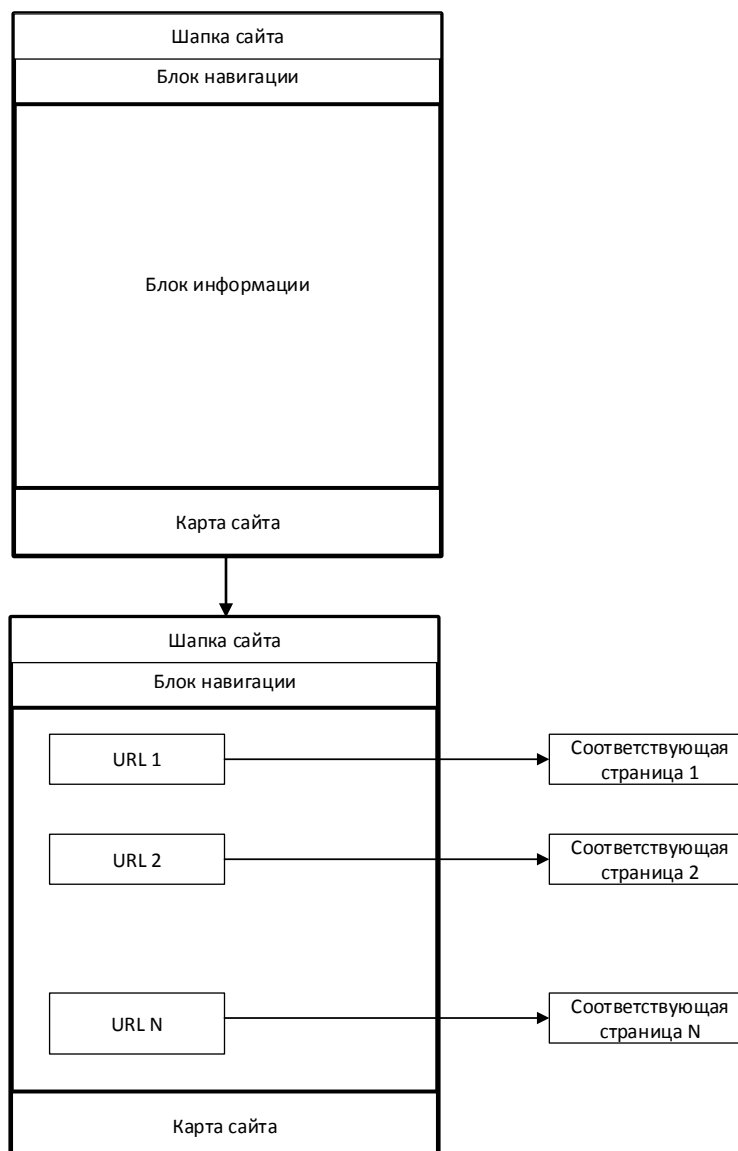 Шапка сайта
Блок навигации
Блок информации
Карта сайта
Шапка сайта
Блок навигации
URL 1
Соответствующая
страница 1
URL 2
Соответствующая
страница 2
URL N
Соответствующая
страница N
Карта сайта